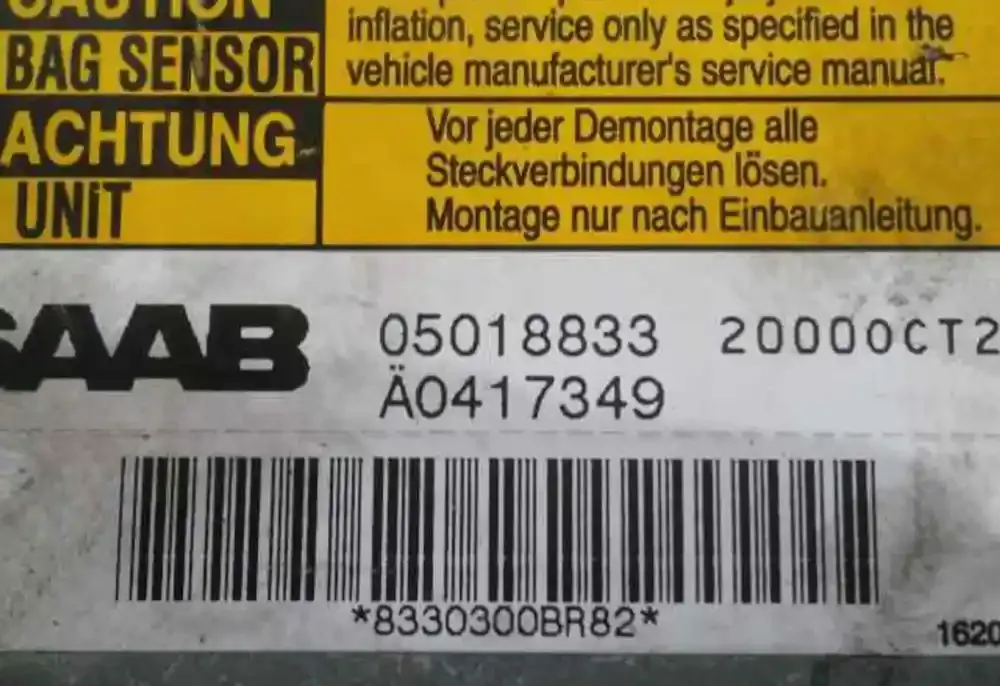 CAUTION
BAG SENSOR
inflation, service only as specified in the
vehicle manufacturer's service manual.
ACHTUNG
UNiT
Vor jeder Demontage alle
Steckverbindungen lösen.
Montage nur nach Einbauanleitung.
SAAB
05018833 20000CT2
Ä0417349
*8330300BR82*
1620